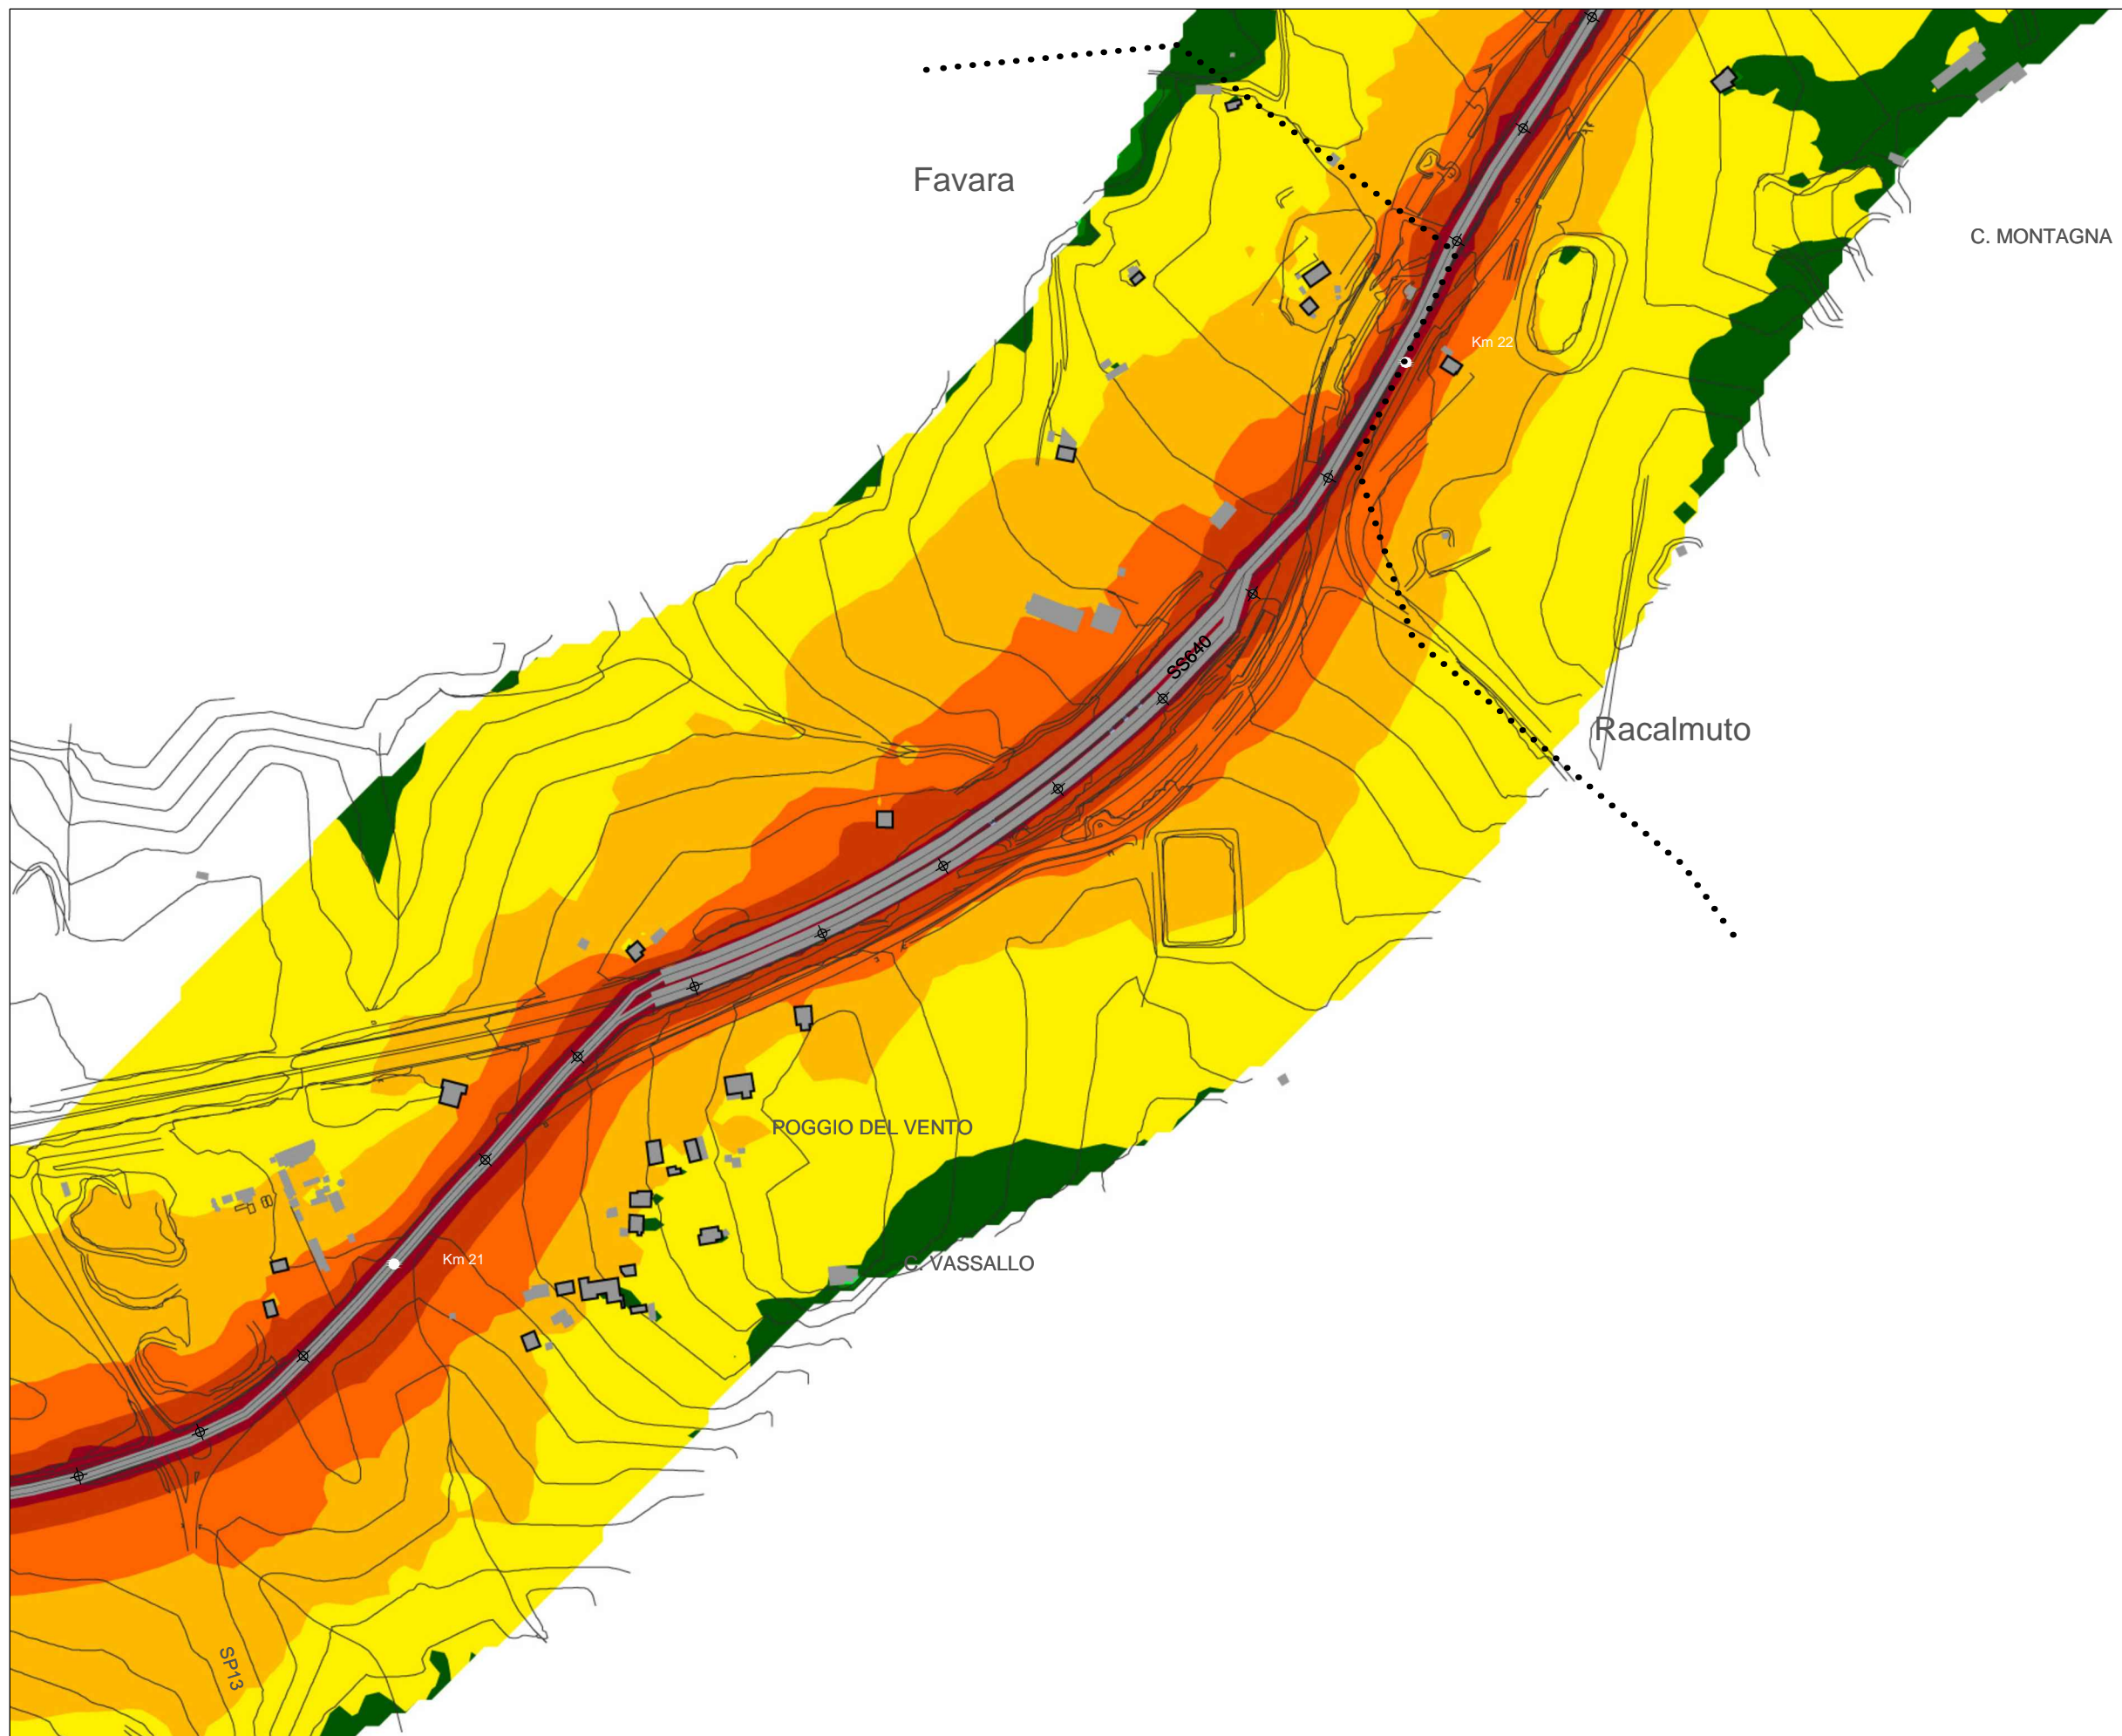 Favara
C. MONTAGNA
Km 22
SS640
Racalmuto
POGGIO DEL VENTO
Km 21
C. VASSALLO
SP13